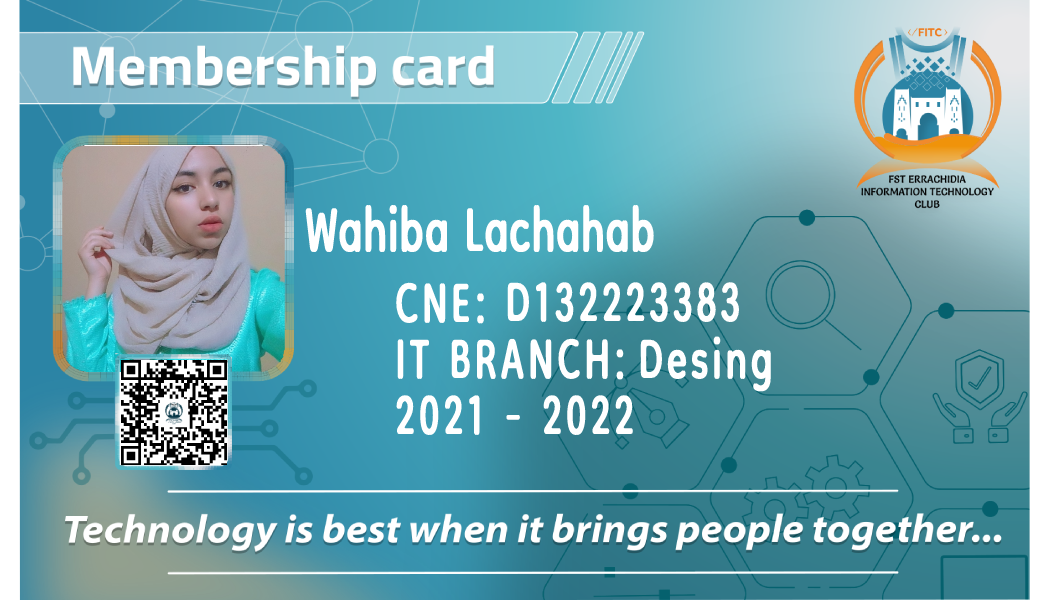 Membership card
</FITC>
FST ERRACHIDIA
INFORMATION TECHNOLOGY
CLUB
Wahiba Lachahab
CNE: D132223383
IT BRANCH: Desing
2021 - 2022
Technology is best when it brings people together...